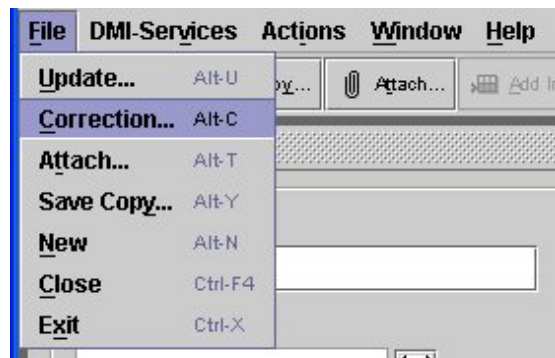 File DMI-Services Actions Window Help
Update... Alt-U
Attach... Add
Correction... Alt-C
Attach... Alt-T
Save Copy... Alt-Y
New Alt-N
Close Ctrl-F4
Exit Ctrl-X